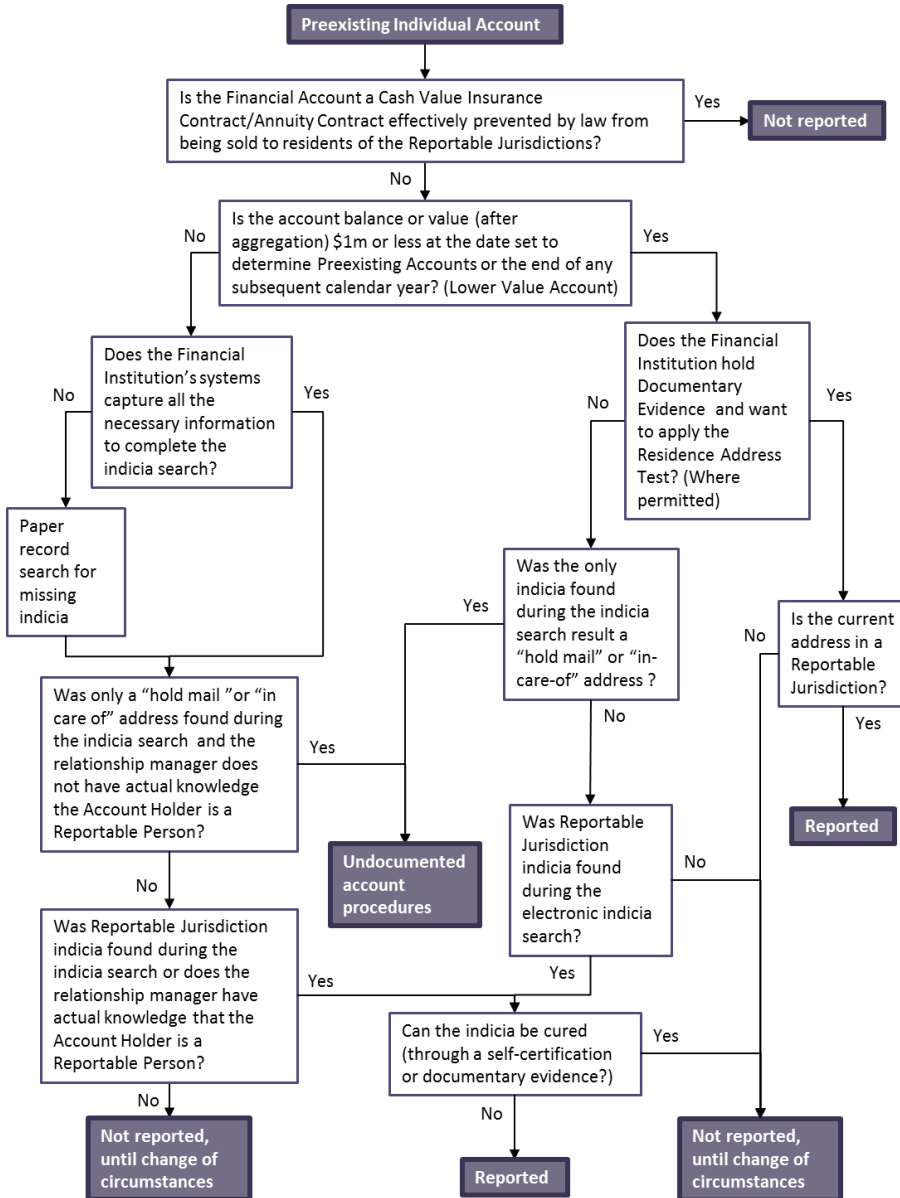 Preexisting Individual Account
Is the Financial Account a Cash Value Insurance
Contract/Annuity Contract effectively prevented by law from
being sold to residents of the Reportable Jurisdictions?
Yes
Not reported
No
Is the account balance or value (after
aggregation) $1m or less at the date set to
determine Preexisting Accounts or the end of any
subsequent calendar year? (Lower Value Account)
No
Yes
Does the Financial
Institution's systems
capture all the
necessary information
to complete the
indicia search?
No
Yes
Does the Financial
Institution hold
Documentary
Evidence and want
to apply the
Residence Address
Test? (Where
permitted)
No
Yes
Paper
record
search for
missing
indicia
Was the only
indicia found
during the indicia
search result a
“hold mail” or “in-
care-of” address ?
Yes
No
Is the current
address in a
Reportable
Jurisdiction?
No
Yes
Reported
Was only a “hold mail ”or “in
care of” address found during
the indicia search and the
relationship manager does
not have actual knowledge
the Account Holder is a
Reportable Person?
Yes
No
Undocumented
account
procedures
Was Reportable
Jurisdiction
indicia found
during the
electronic indicia
search?
No
Yes
Was Reportable Jurisdiction
indicia found during the
indicia search or does the
relationship manager have
actual knowledge that the
Account Holder is a
Reportable Person?
Yes
No
Can the indicia be cured
(through a self-certification
or documentary evidence?)
Yes
No
Not reported,
until change of
circumstances
Reported
Not reported,
until change of
circumstances